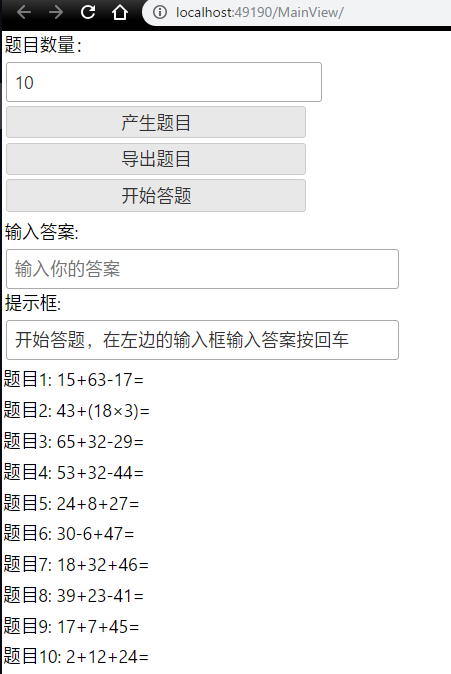 localhost:49190/MainView/
题目数量：
10
产生题目
导出题目
开始答题
输入答案:
输入你的答案
提示框:
开始答题，在左边的输入框输入答案按回车
题目1: 15+63-17=
题目2: 43+(18×3)=
题目3: 65+32-29=
题目4: 53+32-44=
题目5: 24+8+27=
题目6: 30-6+47=
题目7: 18+32+46=
题目8: 39+23-41=
题目9: 17+7+45=
题目10: 2+12+24=